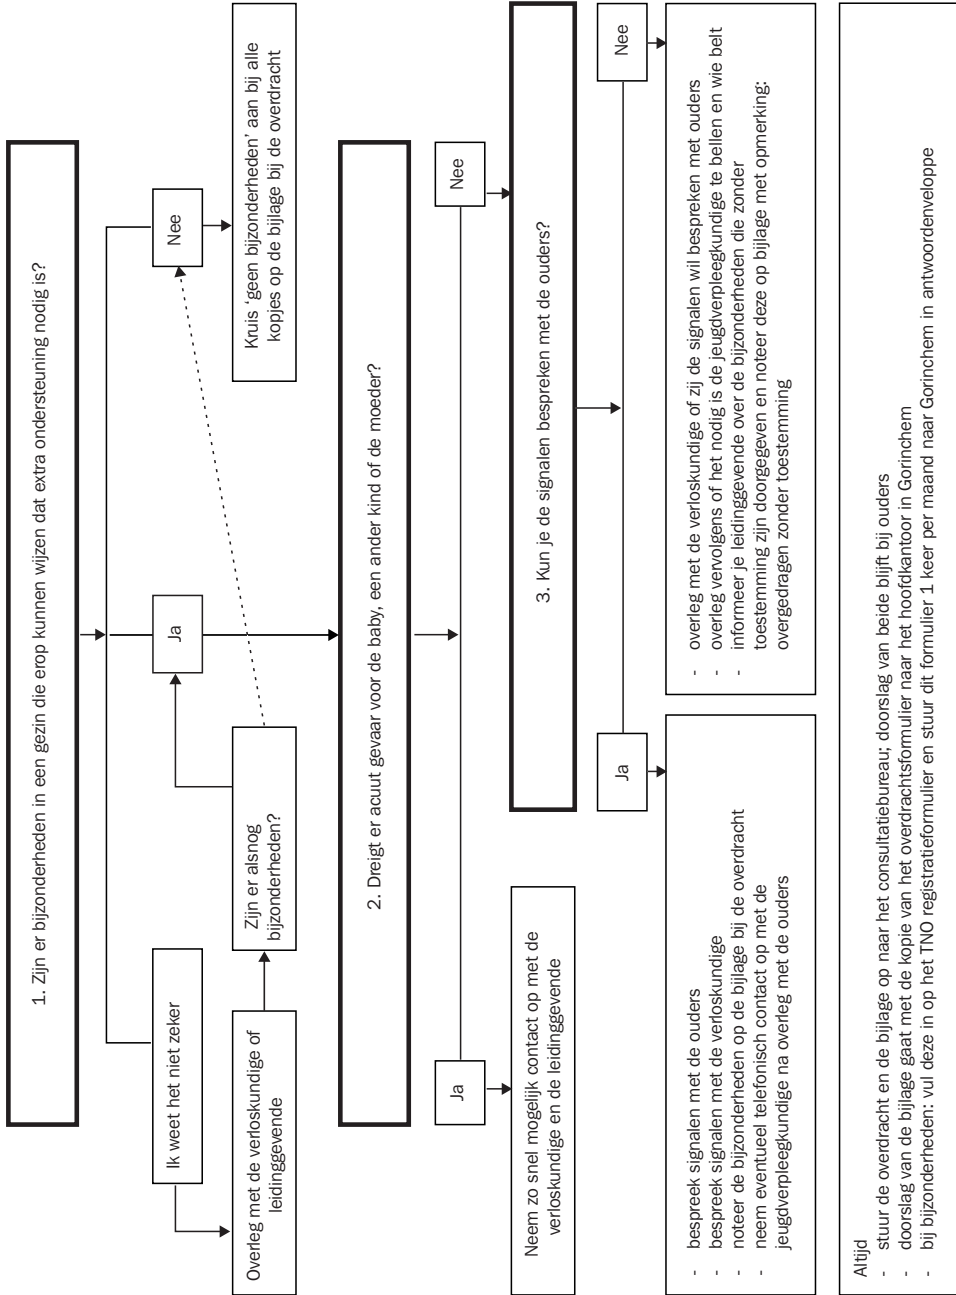 1. Zijn er bijzonderheden in een gezin die erop kunnen wijzen dat extra ondersteuning nodig is?
Ik weet het niet zeker
Ja
Nee
Overleg met de verloskundige of
leidinggevende
Zijn er alsnog
bijzonderheden?
Kruis ‘geen bijzonderheden’ aan bij alle
kopjes op de bijlage bij de overdracht
2. Dreigt er acuut gevaar voor de baby, een ander kind of de moeder?
Ja
Nee
Neem zo snel mogelijk contact op met de
verloskundige en de leidinggevende
3. Kun je de signalen bespreken met de ouders?
Ja
Nee
- bespreek signalen met de ouders
- bespreek signalen met de verloskundige
- noteer de bijzonderheden op de bijlage bij de overdracht
- neem eventueel telefonisch contact op met de
jeugdverpleegkundige na overleg met de ouders
- overleg met de verloskundige of zij de signalen wil bespreken met ouders
- overleg vervolgens of het nodig is de jeugdverpleegkundige te bellen en wie belt
- informeer je leidinggevende over de bijzonderheden die zonder
toestemming zijn doorgegeven en noteer deze op bijlage met opmerking:
overgedragen zonder toestemming
Altijd
- stuur de overdracht en de bijlage op naar het consultatiebureau; doorslag van beide blijft bij ouders
- doorslag van de bijlage gaat met de kopie van het overdrachtsformulier naar het hoofdkantoor in Gorinchem
- bij bijzonderheden: vul deze in op het TNO registratieformulier en stuur dit formulier 1 keer per maand naar Gorinchem in antwoordenveloppe